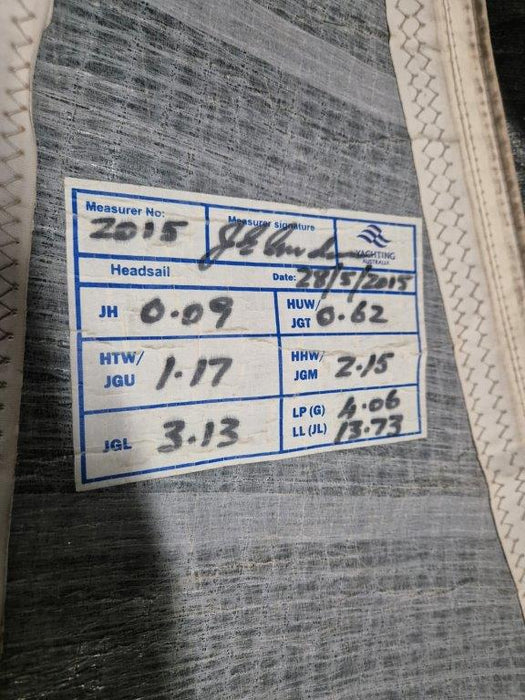 Measurer No:
2015
Measurer signature
YACHTING
AUSTRALIA
Headsail
Date: 28/5/2015
JH 0.09
HUW/
JGT 0.62
HTW/
JGU 1.17
HHW/
JGM 2.15
JGL 3.13
LP (G) 4.06
LL (JL) 13.73